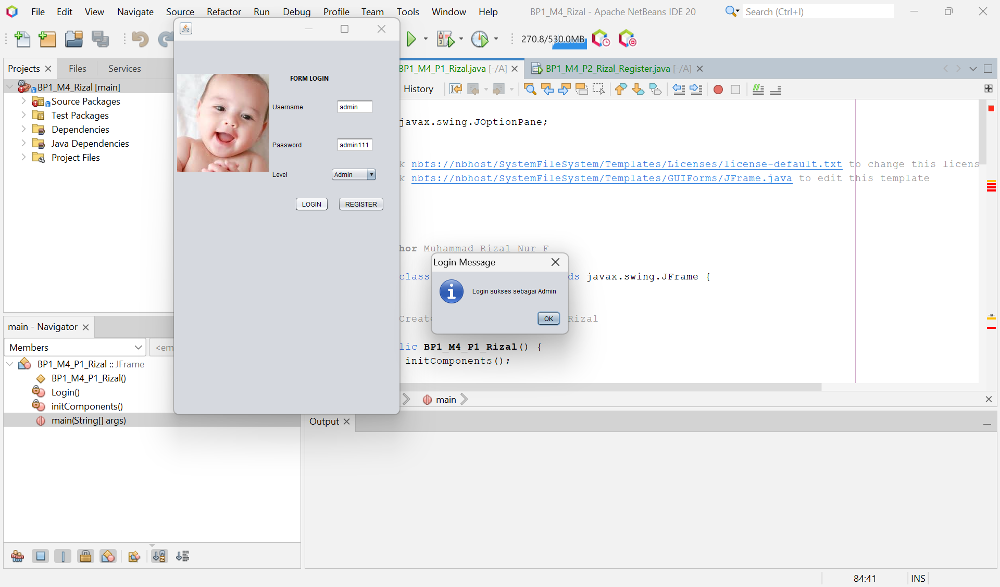 File Edit View Navigate Source Refactor Run Debug Profile Team Tools Window Help
BP1_M4_Rizal - Apache NetBeans IDE 20
Search (Ctrl+I)
270.8/530.0MB
Projects Files Services
BP1_M4_P1_Rizal.java [-/A]
BP1_M4_P2_Rizal_Register.java [-/A]
BP1_M4_Rizal [main]
Source Packages
Test Packages
Dependencies
Java Dependencies
Project Files
FORM LOGIN
Username admin
Password admin111
Level Admin
LOGIN REGISTER
History
javax.swing.JOptionPane;
k nbfs://nbhost/SystemFileSystem/Templates/Licenses/license-default.txt to change this licens
k nbfs://nbhost/SystemFileSystem/Templates/GUIForms/JFrame.java to edit this template
hor Muhammad Rizal Nur F
class ds javax.swing.JFrame {
Creat Rizal
lic BP1_M4_P1_Rizal() {
initComponents();
Login Message
Login sukses sebagai Admin
OK
main
main - Navigator
Members
<em
BP1_M4_P1_Rizal :: JFrame
BP1_M4_P1_Rizal()
Login()
initComponents()
main(String[] args)
Output
84:41
INS